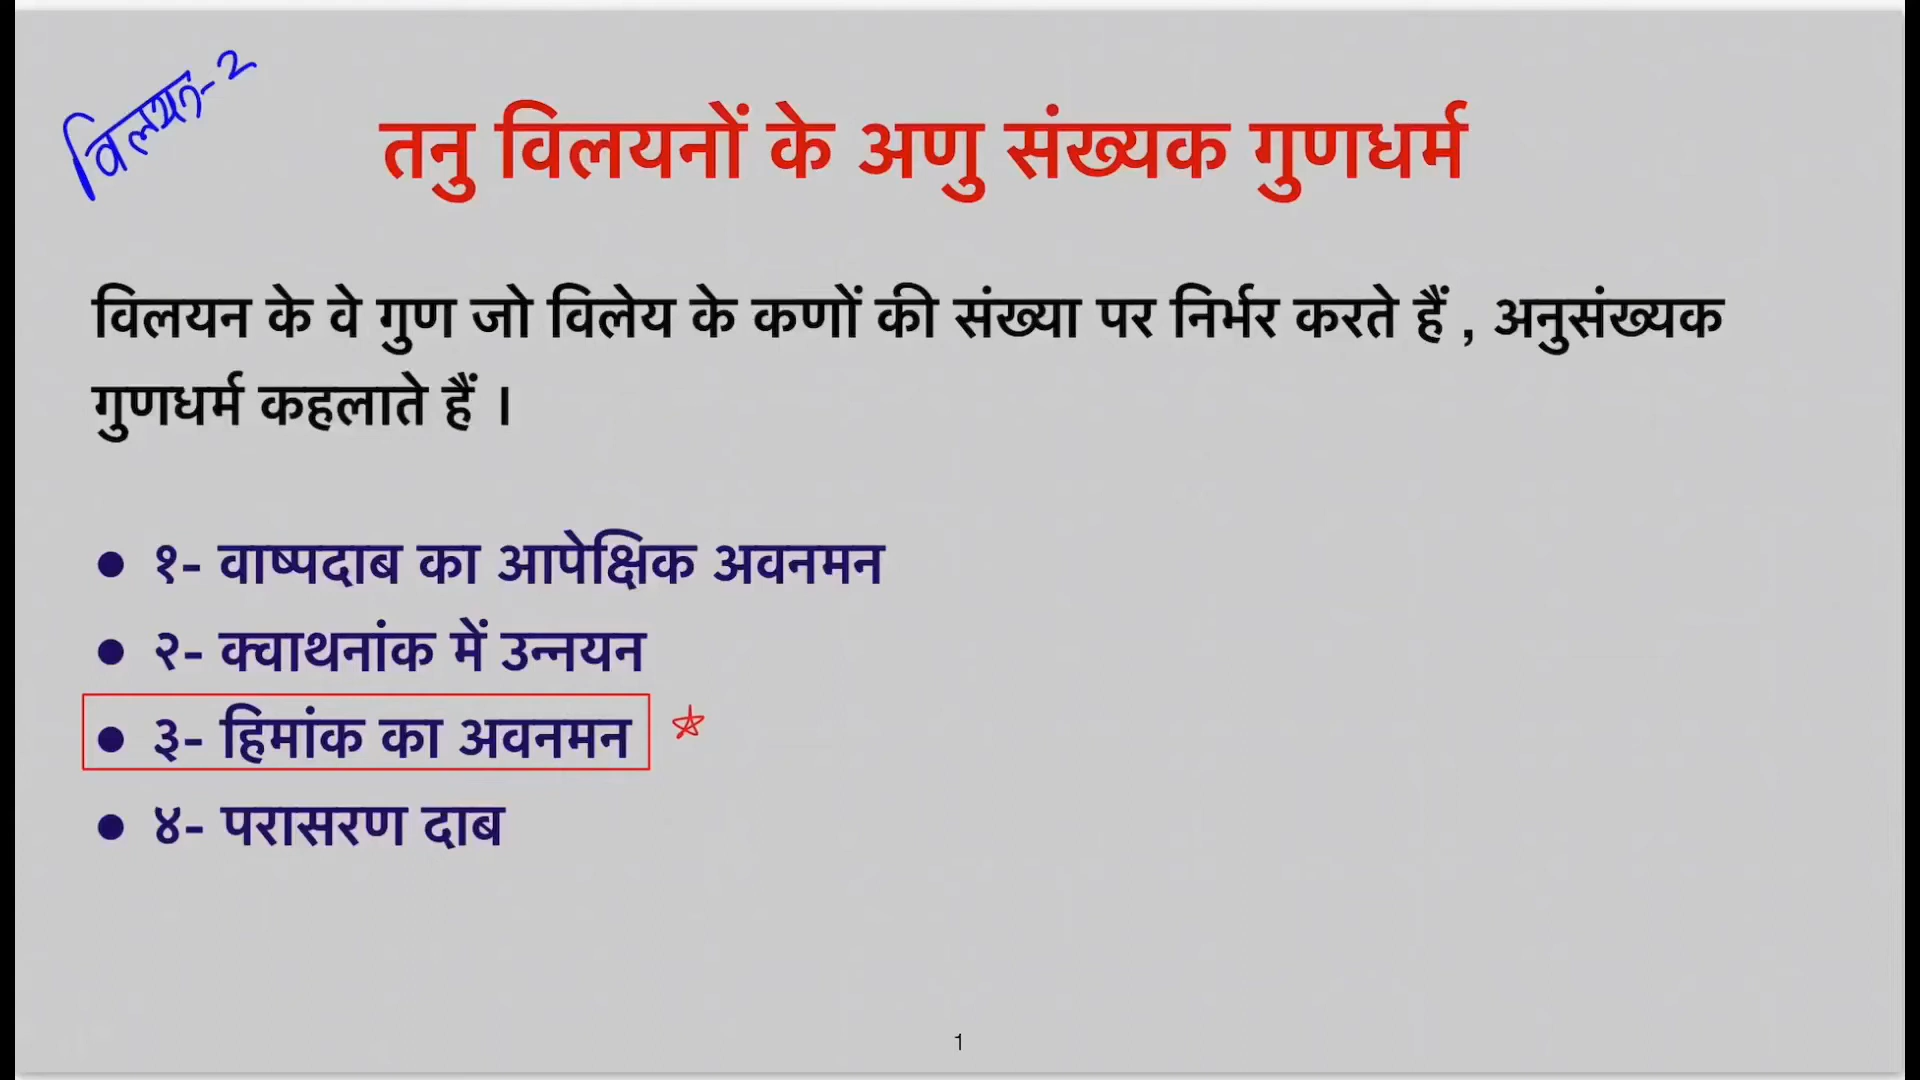 विलयन-2
तनु विलयनों के अणु संख्यक गुणधर्म
विलयन के वे गुण जो विलेय के कणों की संख्या पर निर्भर करते हैं , अनुसंख्यक
गुणधर्म कहलाते हैं ।
● १- वाष्पदाब का आपेक्षिक अवनमन
● २- क्वाथनांक में उन्नयन
● ३- हिमांक का अवनमन
● ४- परासरण दाब
1